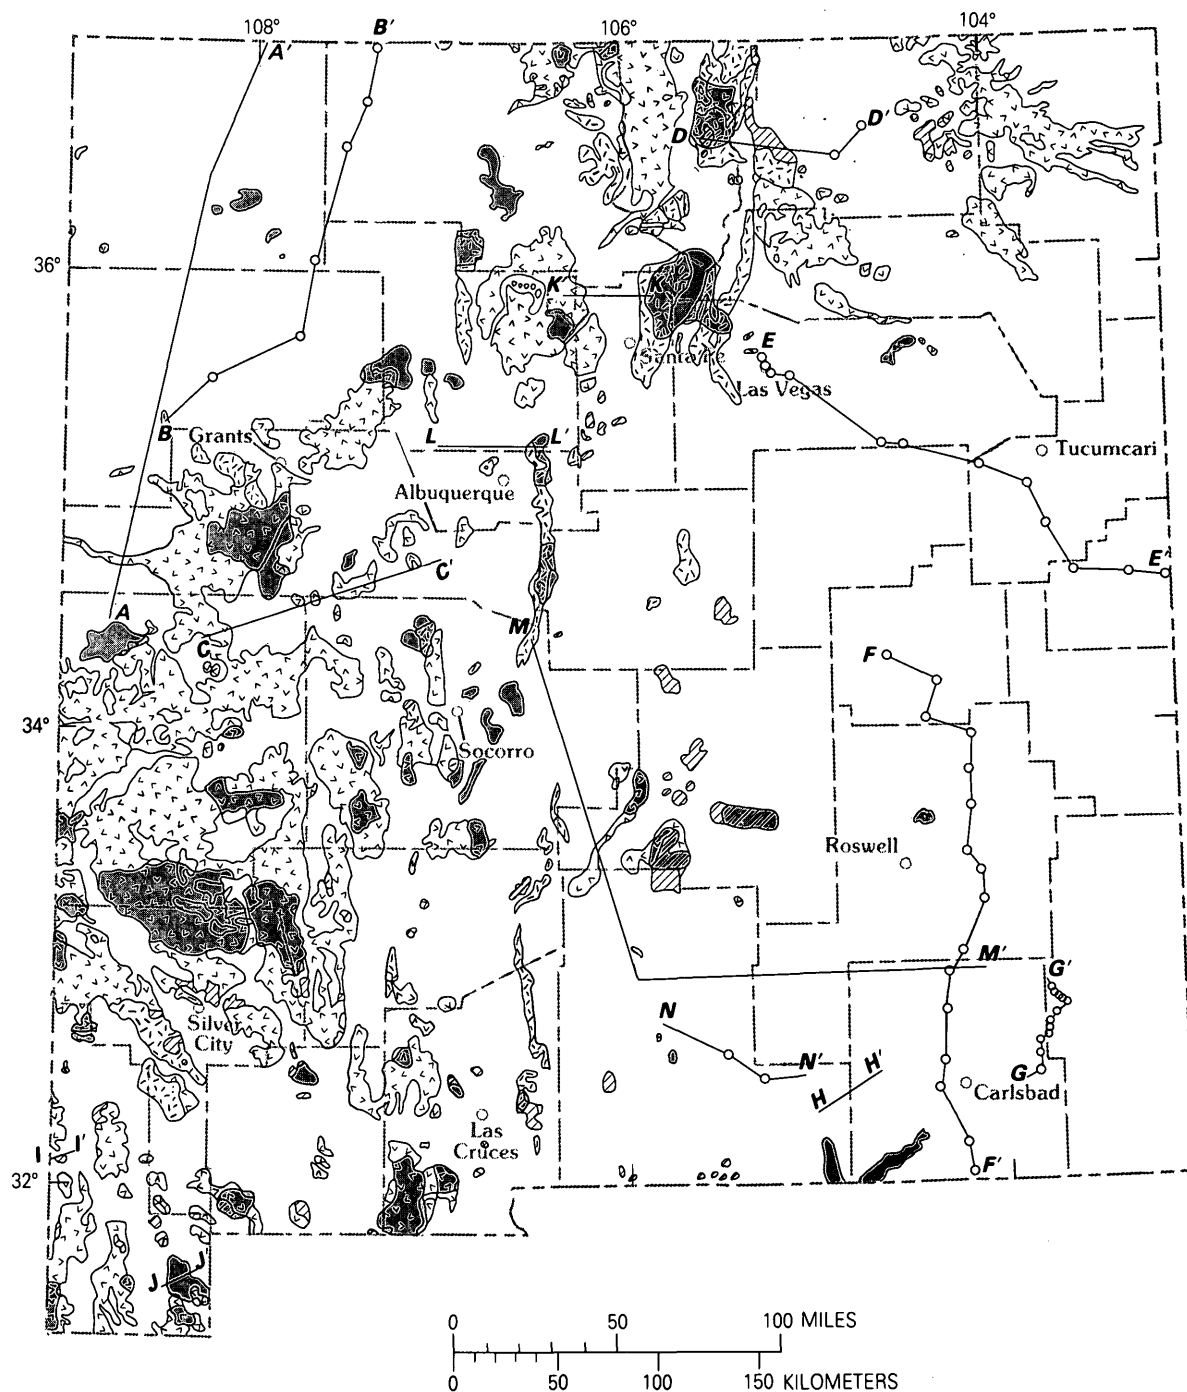 108°
106°
104°
A'
B'
D
D'
36°
K
K
Santa Fe
E
Las Vegas
B
Grants
L
L'
Tucumcari
Albuquerque
C'
E'
A
C
M
F
34°
Socorro
Roswell
M'
G'
Silver
City
N
N'
H
H'
G
Carlsbad
I
I'
Las
Cruces
32°
F'
J
J
0 50 100 MILES
0 50 100 150 KILOMETERS